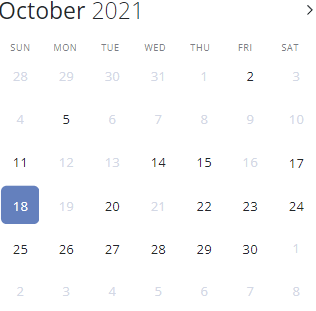 October 2021
SUN MON TUE WED THU FRI SAT
28 29 30 31 1 2 3
4 5 6 7 8 9 10
11 12 13 14 15 16 17
18 19 20 21 22 23 24
25 26 27 28 29 30 1
2 3 4 5 6 7 8